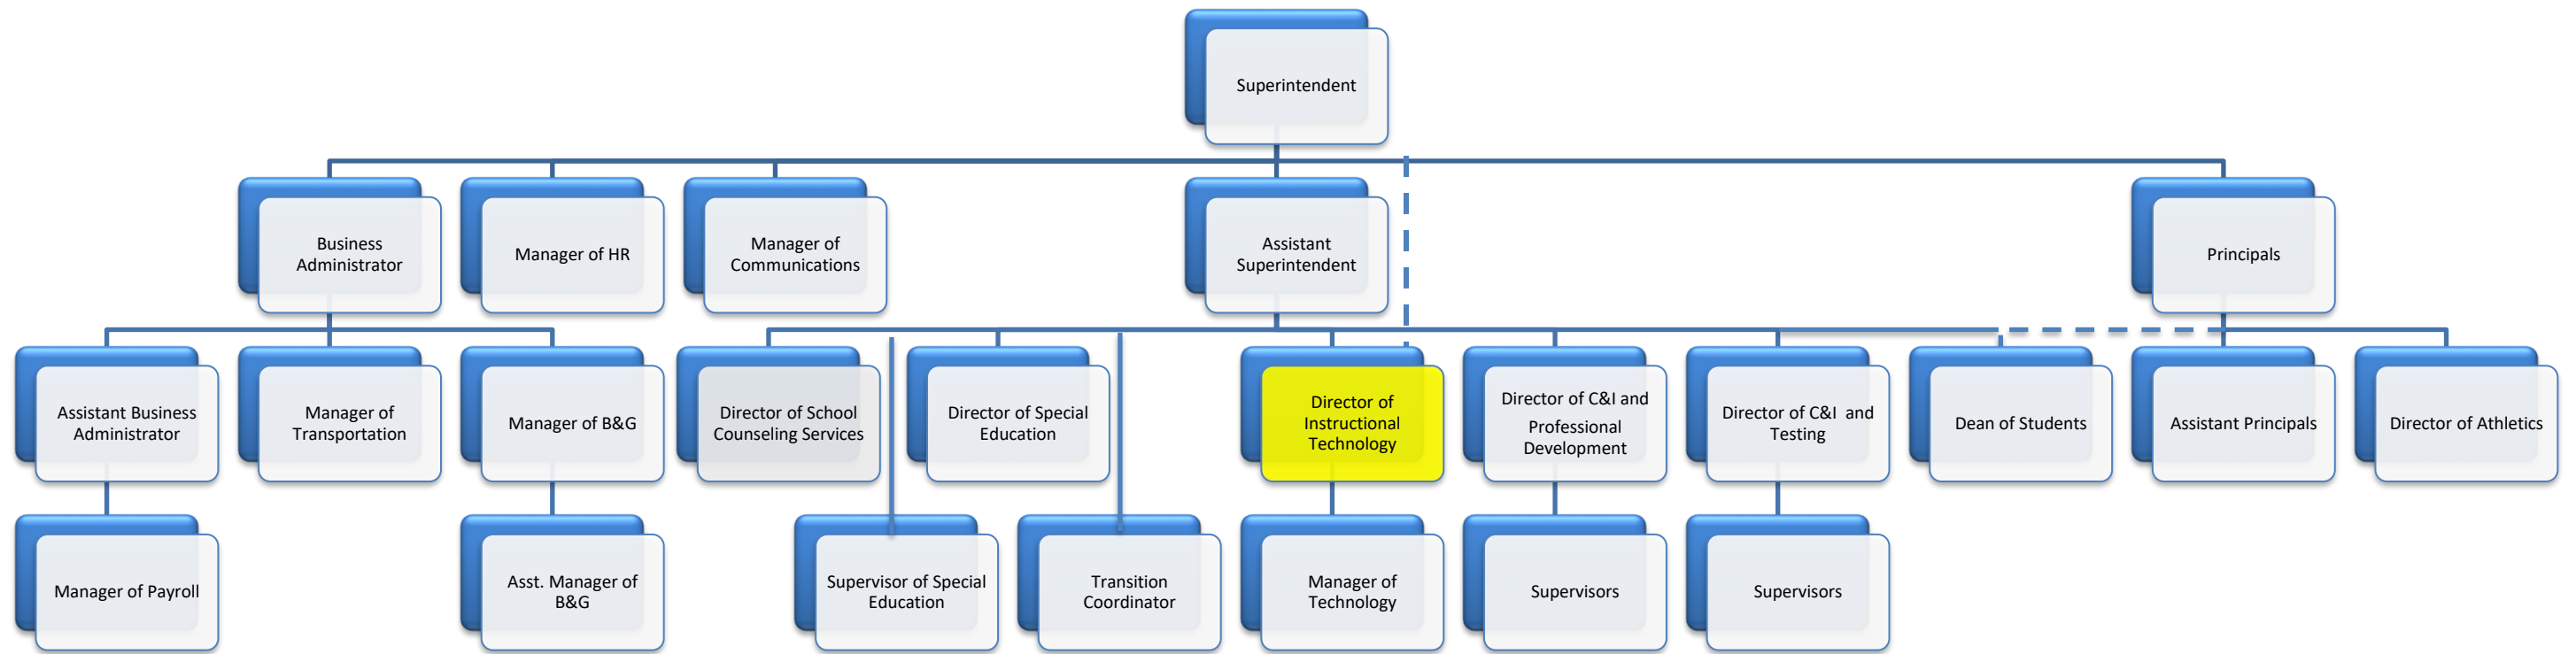 Superintendent
Business
Administrator
Manager of HR
Manager of
Communications
Assistant
Superintendent
Principals
Assistant Business
Administrator
Manager of
Transportation
Manager of B&G
Director of School
Counseling Services
Director of Special
Education
Director of
Instructional
Technology
Director of C&I and
Professional
Development
Director of C&I and
Testing
Dean of Students
Assistant Principals
Director of Athletics
Manager of Payroll
Asst. Manager of
B&G
Supervisor of Special
Education
Transition
Coordinator
Manager of
Technology
Supervisors
Supervisors